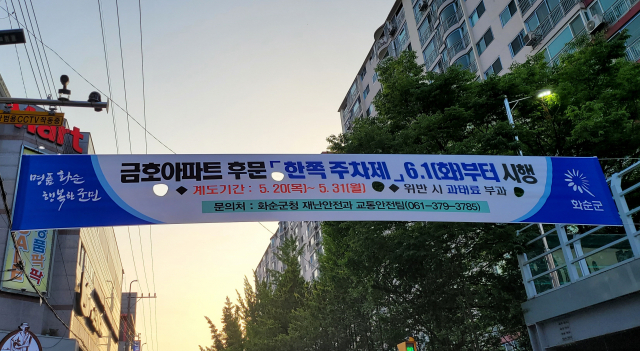 명품 화순
행복한 군민
금호아파트 후문 「한쪽 주차제」 6.1(화)부터 시행
◆ 계도기간 : 5.20(목)~ 5.31(월) ◆ 위반 시 과태료 부과
문의처 : 화순군청 재난안전과 교통안전팀(061-379-3785)
화순군
방범용CCTV작동중
Mart